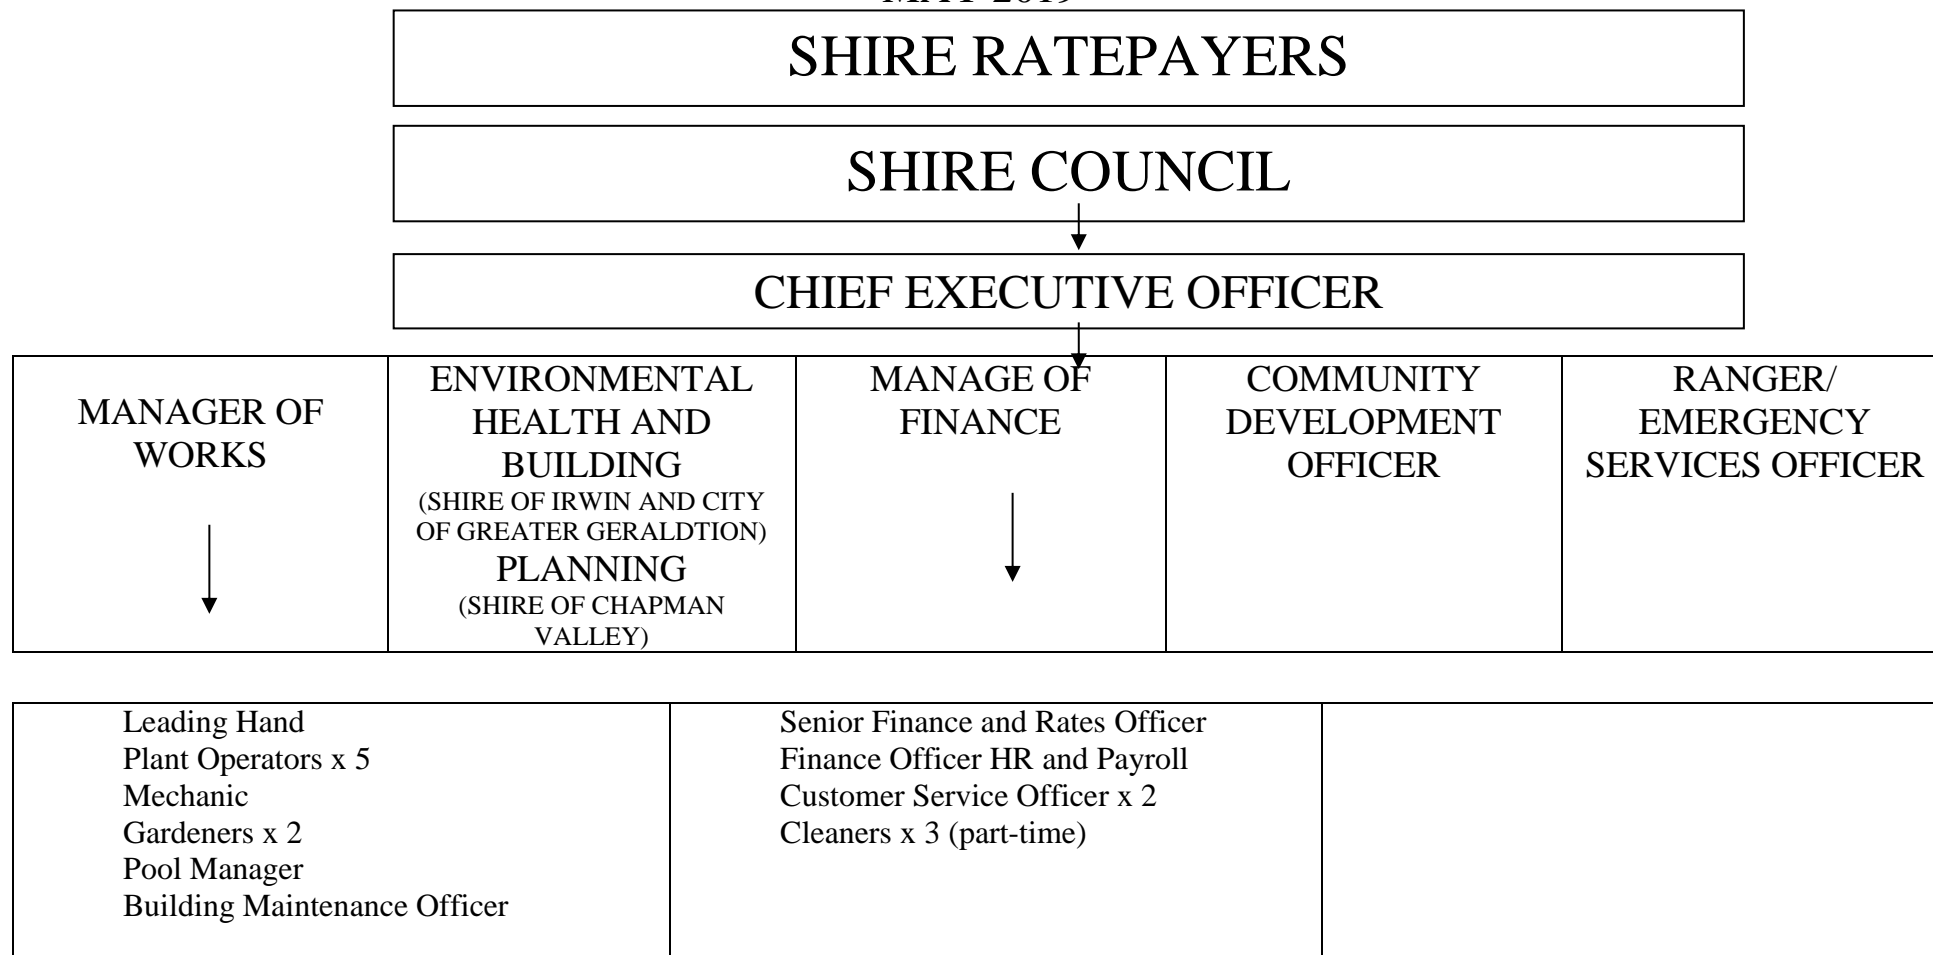 SHIRE RATEPAYERS
SHIRE COUNCIL
CHIEF EXECUTIVE OFFICER
MANAGER OF
WORKS
ENVIRONMENTAL
HEALTH AND
BUILDING
(SHIRE OF IRWIN AND CITY
OF GREATER GERALDTION)
PLANNING
(SHIRE OF CHAPMAN
VALLEY)
MANAGE OF
FINANCE
COMMUNITY
DEVELOPMENT
OFFICER
RANGER/
EMERGENCY
SERVICES OFFICER
Leading Hand
Plant Operators x 5
Mechanic
Gardeners x 2
Pool Manager
Building Maintenance Officer
Senior Finance and Rates Officer
Finance Officer HR and Payroll
Customer Service Officer x 2
Cleaners x 3 (part-time)